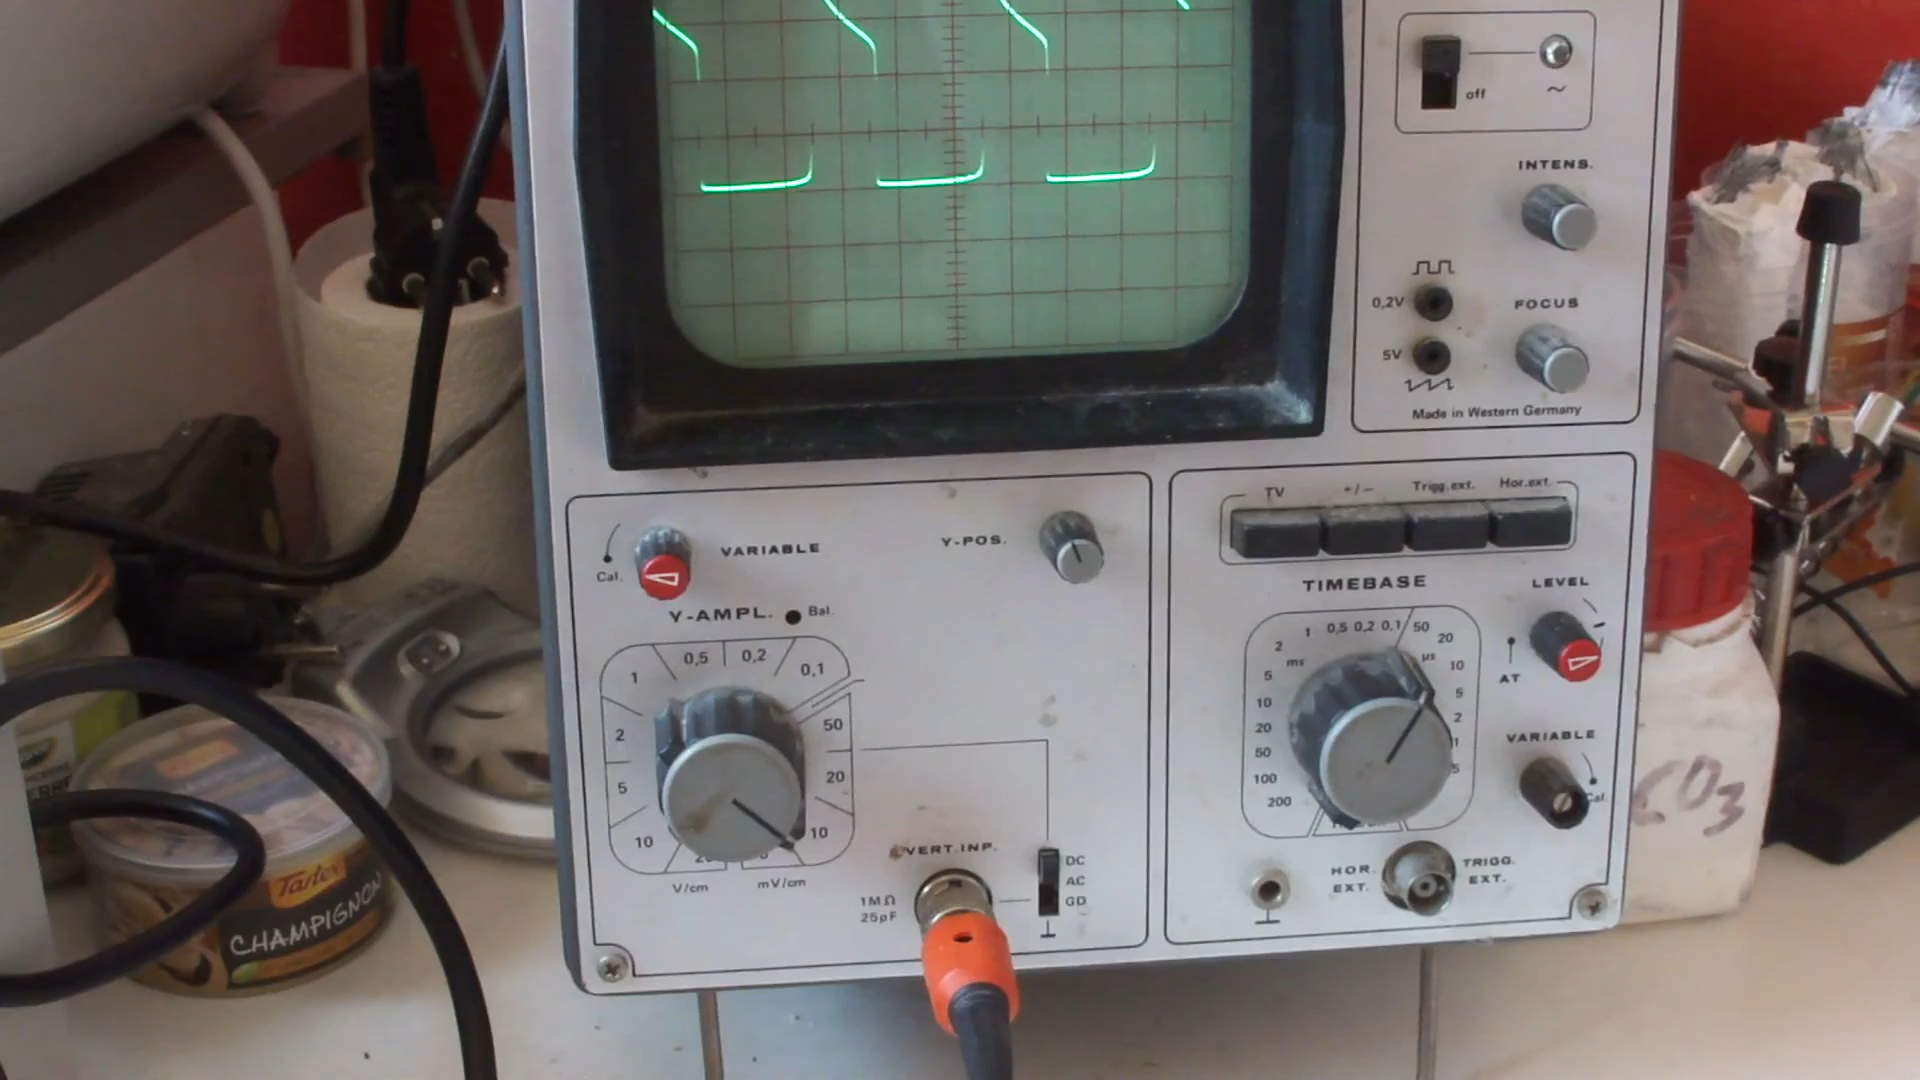 off
~
INTENS.
0,2V
FOCUS
5V
Made in Western Germany
TV +/− Trigg.ext. Hor.ext.
VARIABLE
Y-POS.
Cal.
TIMEBASE
LEVEL
Y-AMPL.
Bal.
0,5 0,2 0,1
1
2
5
10
50
20
10
V/cm
mV/cm
1 0,5 0,2 0,1 50
2 20
ms µs
5 10
10 5
20 2
50 1
100
200
AT
VARIABLE
Cal.
VERT.INP.
1MΩ
25pF
DC
AC
GD
HOR.
EXT.
TRIGG.
EXT.
CO3
Tartex
CHAMPIGNON